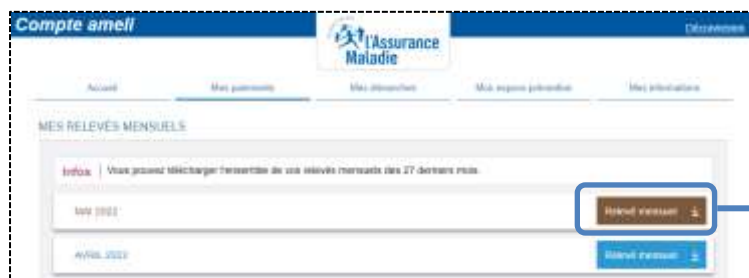 Compte ameli
l'Assurance
Maladie
Déconnexion
Accueil
Mes paiements
Mes démarches
Mon espace prévention
Mes informations
MES RELEVÉS MENSUELS
Infos | Vous pouvez télécharger l'ensemble de vos relevés mensuels des 27 derniers mois.
MAI 2022
Relevé mensuel
AVRIL 2022
Relevé mensuel